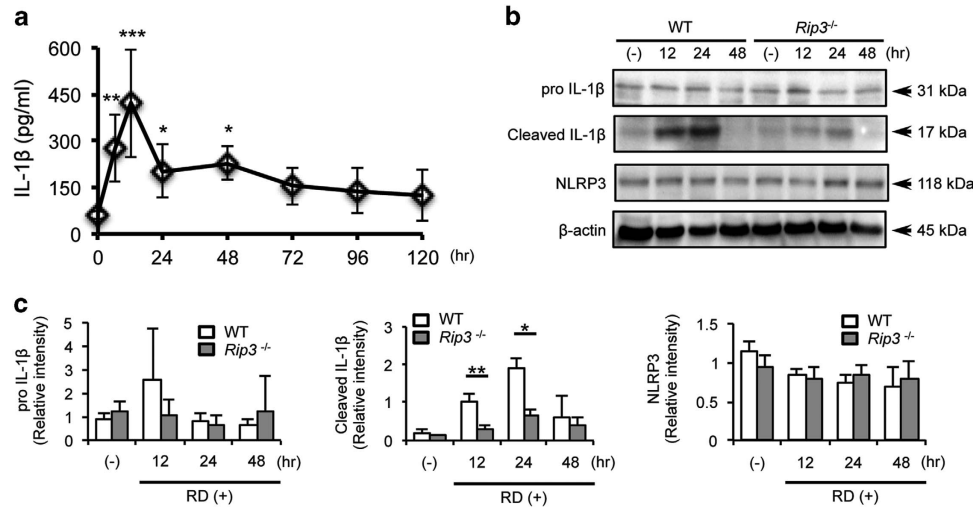 a
IL-1β (pg/ml)
600
450
300
150
0
**
***
*
*
0 24 48 72 96 120 (hr)
b
WT Rip3-/-
(-) 12 24 48 (-) 12 24 48 (hr)
pro IL-1β 31 kDa
Cleaved IL-1β 17 kDa
NLRP3 118 kDa
β-actin 45 kDa
c
pro IL-1β
(Relative intensity)
5
4
3
2
1
0
WT
Rip3 -/-
(-) 12 24 48 (hr)
RD (+)
Cleaved IL-1β
(Relative intensity)
3
2
1
0
WT
Rip3 -/-
**
*
(-) 12 24 48 (hr)
RD (+)
NLRP3
(Relative intensity)
1.5
1
0.5
0
WT
Rip3 -/-
(-) 12 24 48 (hr)
RD (+)